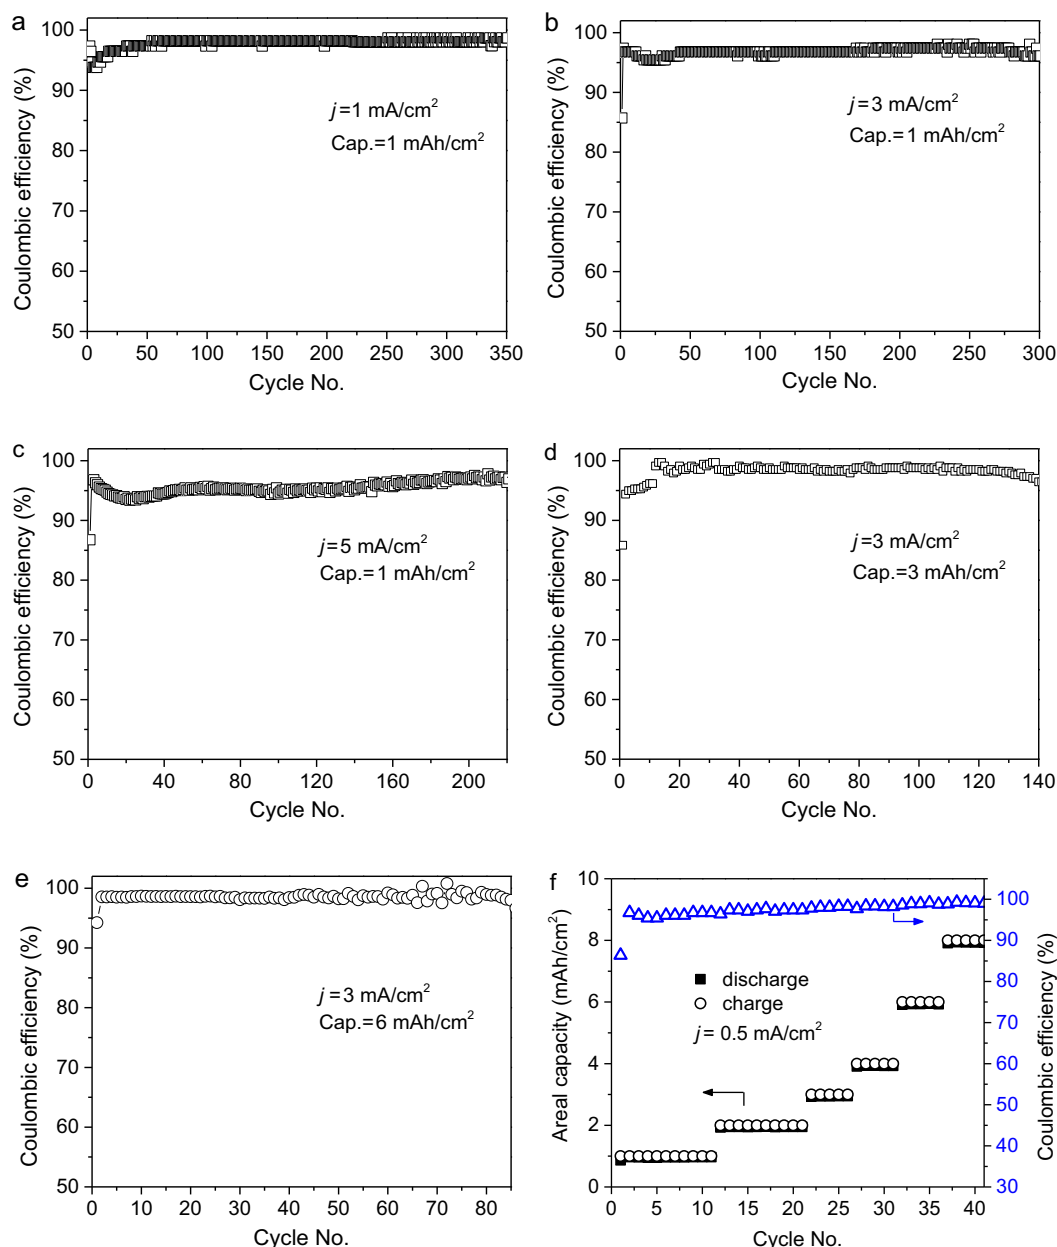 a
100
90
80
70
60
50
Coulombic efficiency (%)
j=1 mA/cm²
Cap.=1 mAh/cm²
0 50 100 150 200 250 300 350
Cycle No.
b
100
90
80
70
60
50
Coulombic efficiency (%)
j=3 mA/cm²
Cap.=1 mAh/cm²
0 50 100 150 200 250 300
Cycle No.
c
100
90
80
70
60
50
Coulombic efficiency (%)
j=5 mA/cm²
Cap.=1 mAh/cm²
0 40 80 120 160 200
Cycle No.
d
100
90
80
70
60
50
Coulombic efficiency (%)
j=3 mA/cm²
Cap.=3 mAh/cm²
0 20 40 60 80 100 120 140
Cycle No.
e
100
90
80
70
60
50
Coulombic efficiency (%)
j=3 mA/cm²
Cap.=6 mAh/cm²
0 10 20 30 40 50 60 70 80
Cycle No.
f
10
8
6
4
2
0
Areal capacity (mAh/cm²)
discharge
charge
j= 0.5 mA/cm²
100
90
80
70
60
50
40
30
Coulombic efficiency (%)
0 5 10 15 20 25 30 35 40
Cycle No.